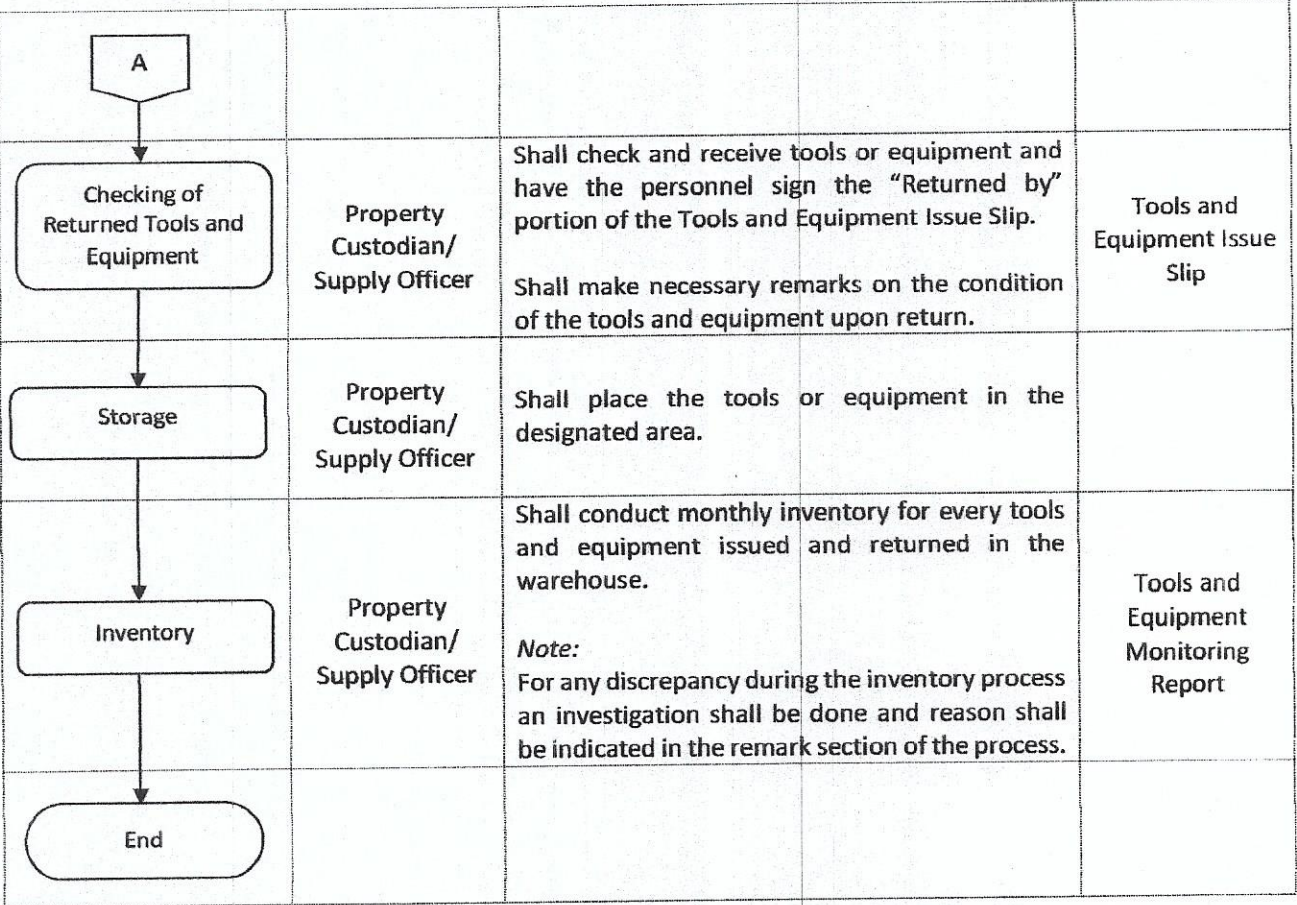 A
Checking of
Returned Tools and
Equipment
Property
Custodian/
Supply Officer
Shall check and receive tools or equipment and
have the personnel sign the “Returned by”
portion of the Tools and Equipment Issue Slip.
Shall make necessary remarks on the condition
of the tools and equipment upon return.
Tools and
Equipment Issue
Slip
Storage
Property
Custodian/
Supply Officer
Shall place the tools or equipment in the
designated area.
Inventory
Property
Custodian/
Supply Officer
Shall conduct monthly inventory for every tools
and equipment issued and returned in the
warehouse.
Note:
For any discrepancy during the inventory process
an investigation shall be done and reason shall
be indicated in the remark section of the process.
Tools and
Equipment
Monitoring
Report
End